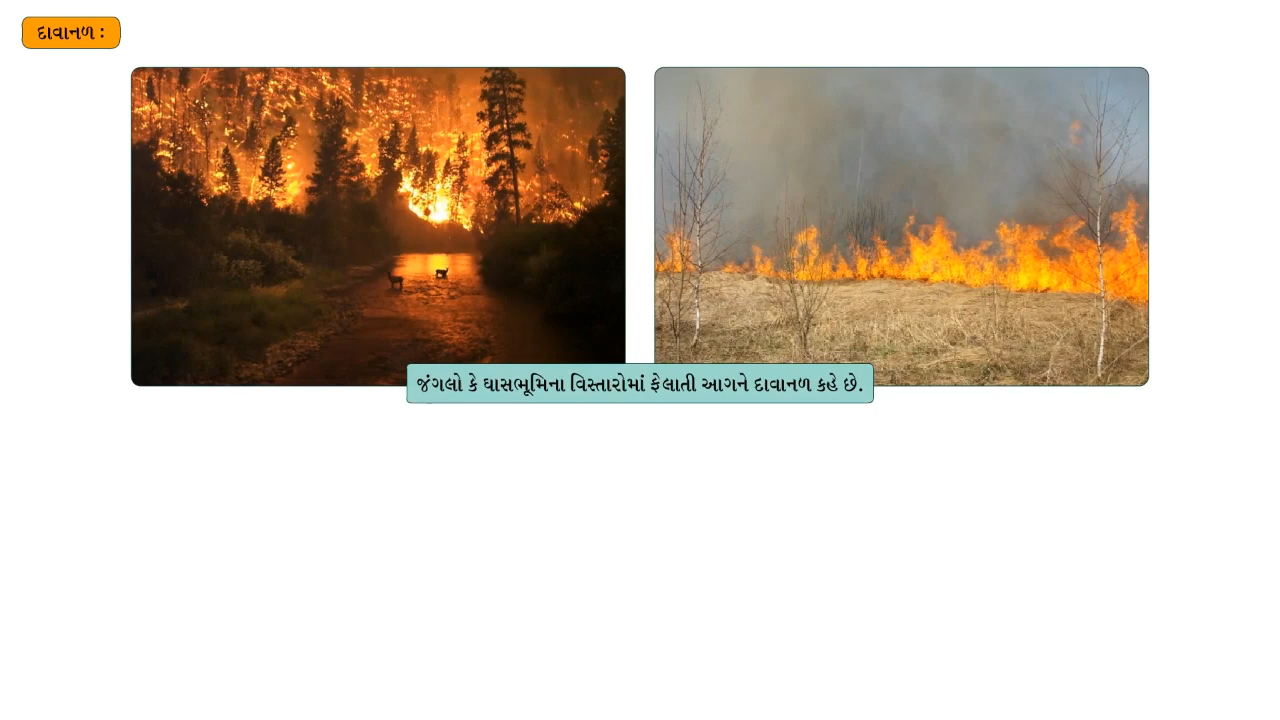 દાવાનળ :
જંગલો કે ઘાસભૂમિના વિસ્તારોમાં ફેલાતી આગને દાવાનળ કહે છે.